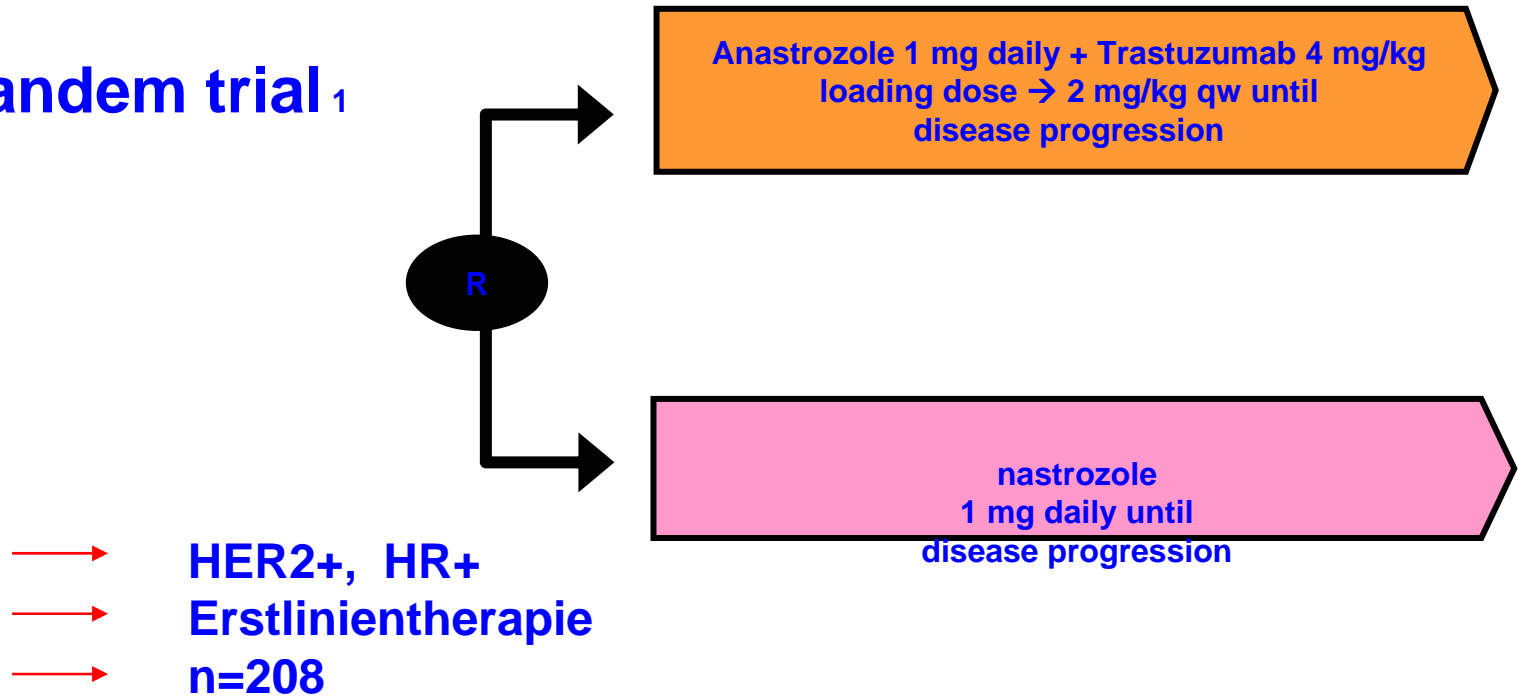 andem trial 1
Anastrozole 1 mg daily + Trastuzumab 4 mg/kg
loading dose → 2 mg/kg qw until
disease progression
R
nastrozole
1 mg daily until
disease progression
HER2+, HR+
Erstlinientherapie
n=208